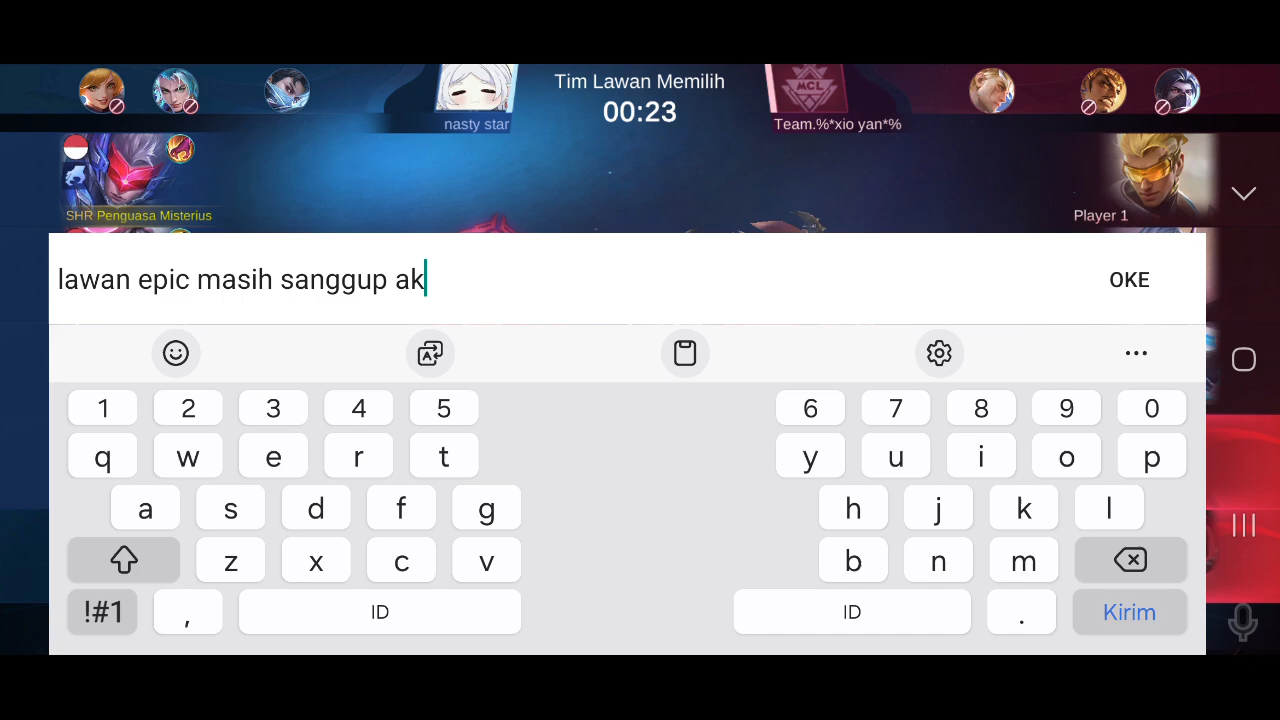 Tim Lawan Memilih
00:23
MCL
nasty star
Team.%*xio yan*%
SHR Penguasa Misterius
Player 1
lawan epic masih sanggup ak
OKE
1 2 3 4 5 6 7 8 9 0
q w e r t y u i o p
a s d f g h j k l
z x c v b n m
!#1 , ID ID . Kirim